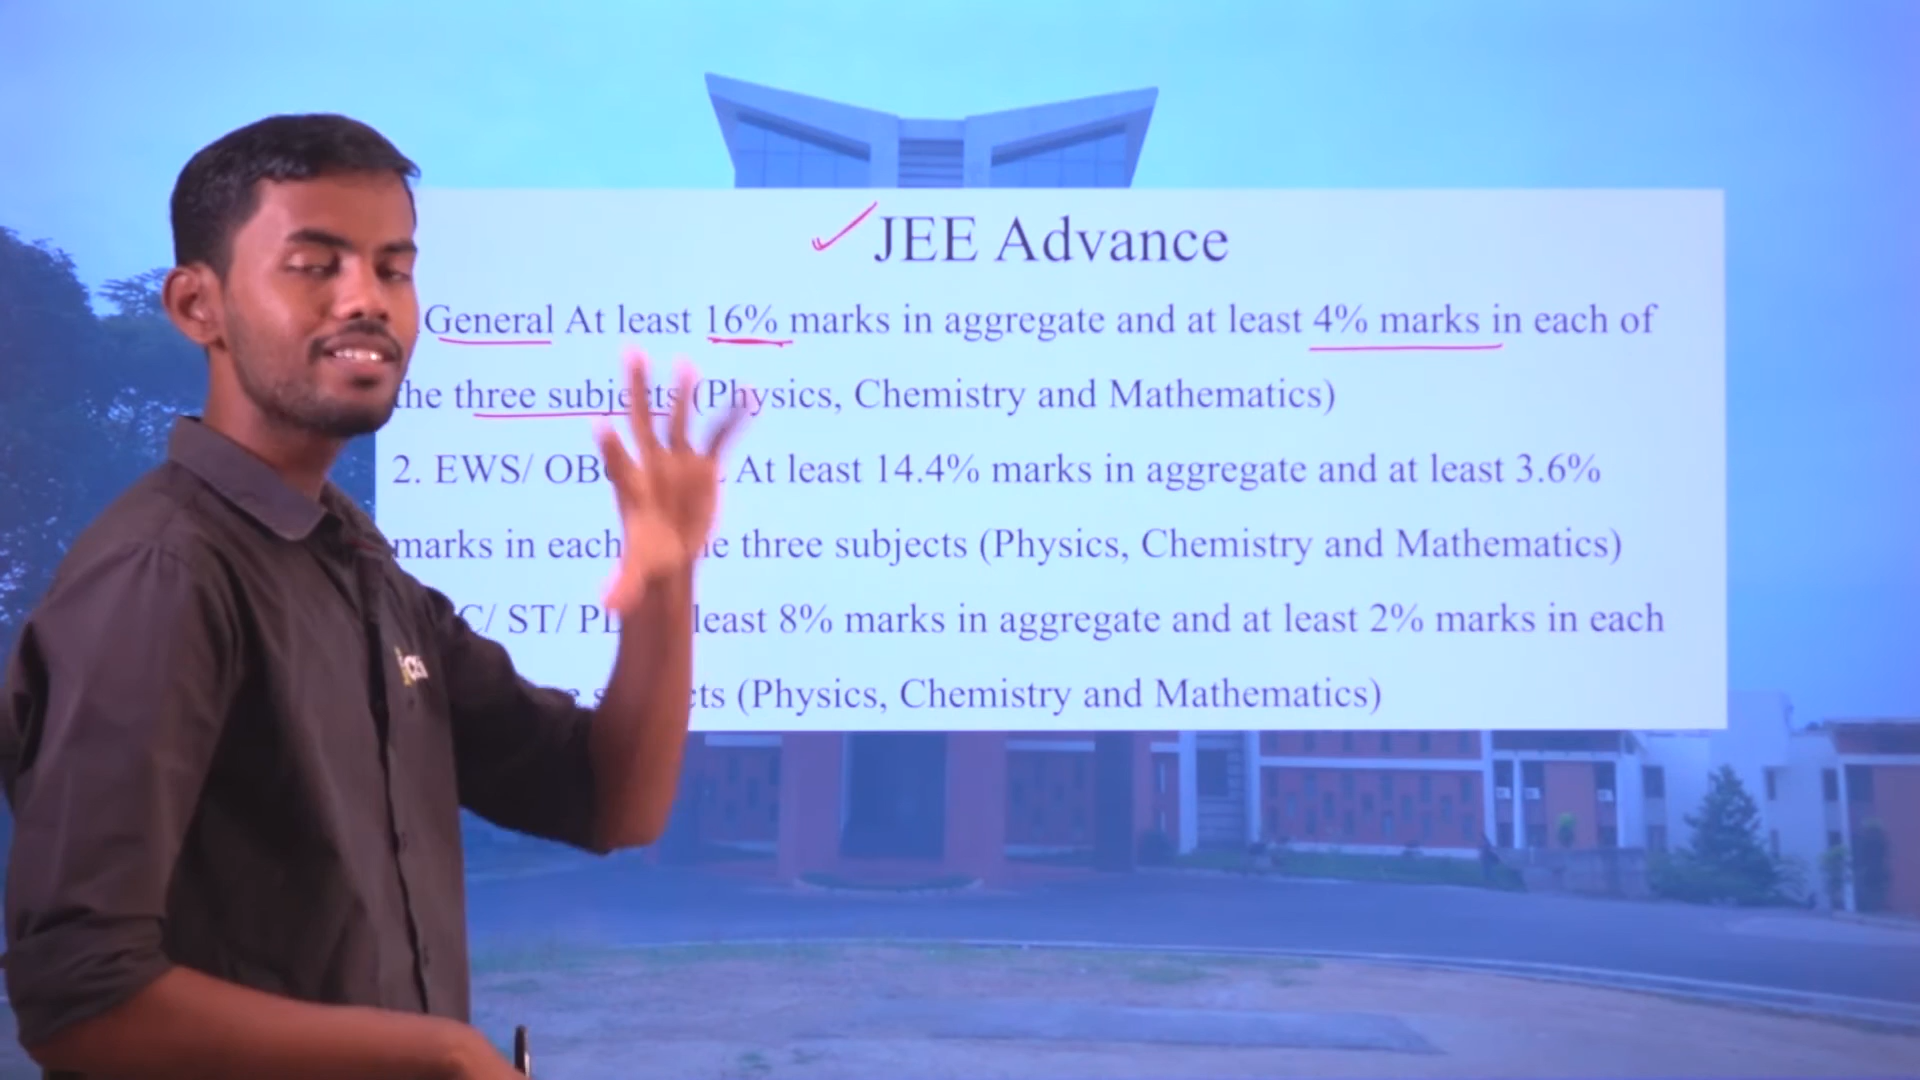 JEE Advance
General At least 16% marks in aggregate and at least 4% marks in each of
the three subjects (Physics, Chemistry and Mathematics)
2. EWS/ At least 14.4% marks in aggregate and at least 3.6%
marks in each three subjects (Physics, Chemistry and Mathematics)
ST/ least 8% marks in aggregate and at least 2% marks in each
(Physics, Chemistry and Mathematics)